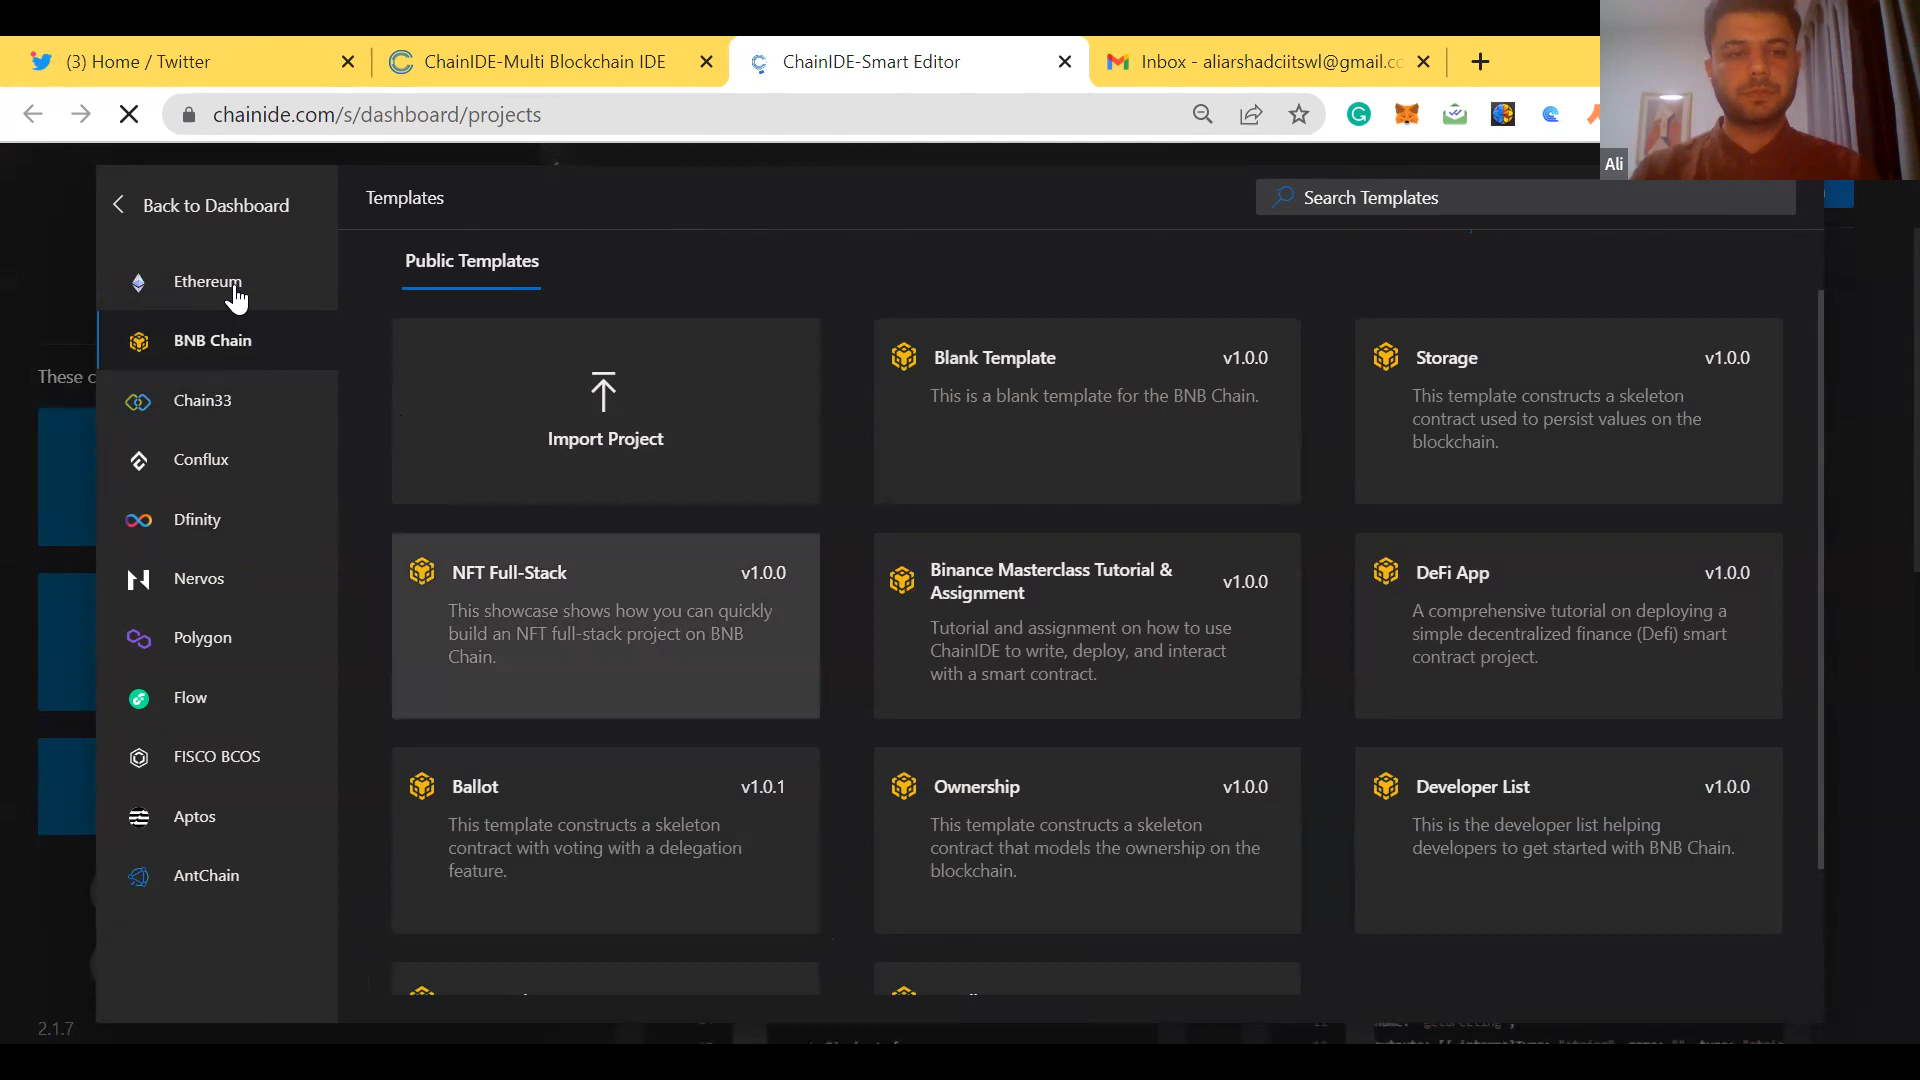 (3) Home / Twitter
ChainIDE-Multi Blockchain IDE
ChainIDE-Smart Editor
Inbox - aliarshadciitswl@gmail.cc
chainide.com/s/dashboard/projects
Ali
Back to Dashboard
Templates
Search Templates
Ethereum
BNB Chain
Chain33
Conflux
Dfinity
Nervos
Polygon
Flow
FISCO BCOS
Aptos
AntChain
These c
2.1.7
Public Templates
Import Project
Blank Template v1.0.0
This is a blank template for the BNB Chain.
Storage v1.0.0
This template constructs a skeleton
contract used to persist values on the
blockchain.
NFT Full-Stack v1.0.0
This showcase shows how you can quickly
build an NFT full-stack project on BNB
Chain.
Binance Masterclass Tutorial &
Assignment v1.0.0
Tutorial and assignment on how to use
ChainIDE to write, deploy, and interact
with a smart contract.
DeFi App v1.0.0
A comprehensive tutorial on deploying a
simple decentralized finance (Defi) smart
contract project.
Ballot v1.0.1
This template constructs a skeleton
contract with voting with a delegation
feature.
Ownership v1.0.0
This template constructs a skeleton
contract that models the ownership on the
blockchain.
Developer List v1.0.0
This is the developer list helping
developers to get started with BNB Chain.